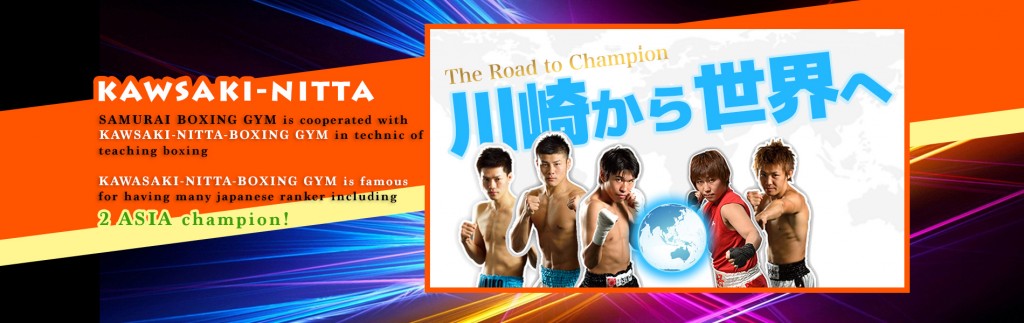 KAWSAKI-NITTA
SAMURAI BOXING GYM is cooperated with
KAWSAKI-NITTA-BOXING GYM in technic of
teaching boxing
KAWASAKI-NITTA-BOXING GYM is famous
for having many japanese ranker including
2 ASIA champion!
The Road to Champion
川崎から世界へ